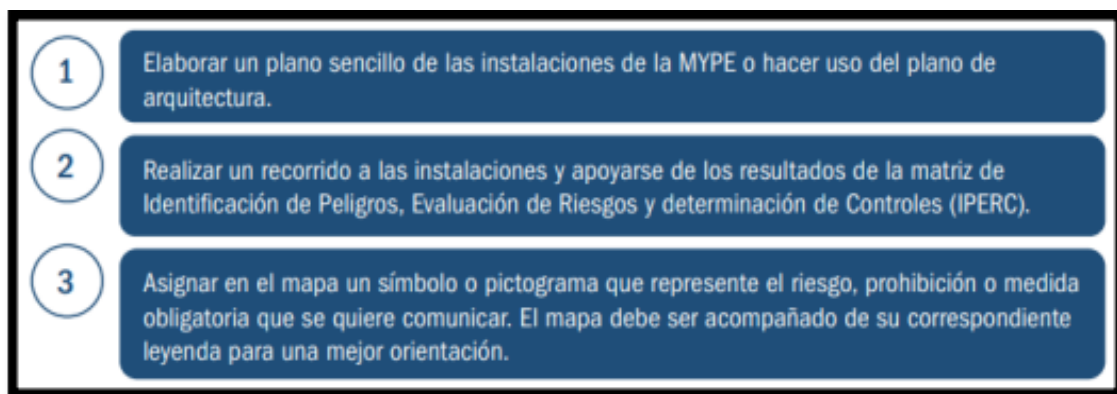 1
Elaborar un plano sencillo de las instalaciones de la MYPE o hacer uso del plano de
arquitectura.
2
Realizar un recorrido a las instalaciones y apoyarse de los resultados de la matriz de
Identificación de Peligros, Evaluación de Riesgos y determinación de Controles (IPERC).
3
Asignar en el mapa un símbolo o pictograma que represente el riesgo, prohibición o medida
obligatoria que se quiere comunicar. El mapa debe ser acompañado de su correspondiente
leyenda para una mejor orientación.